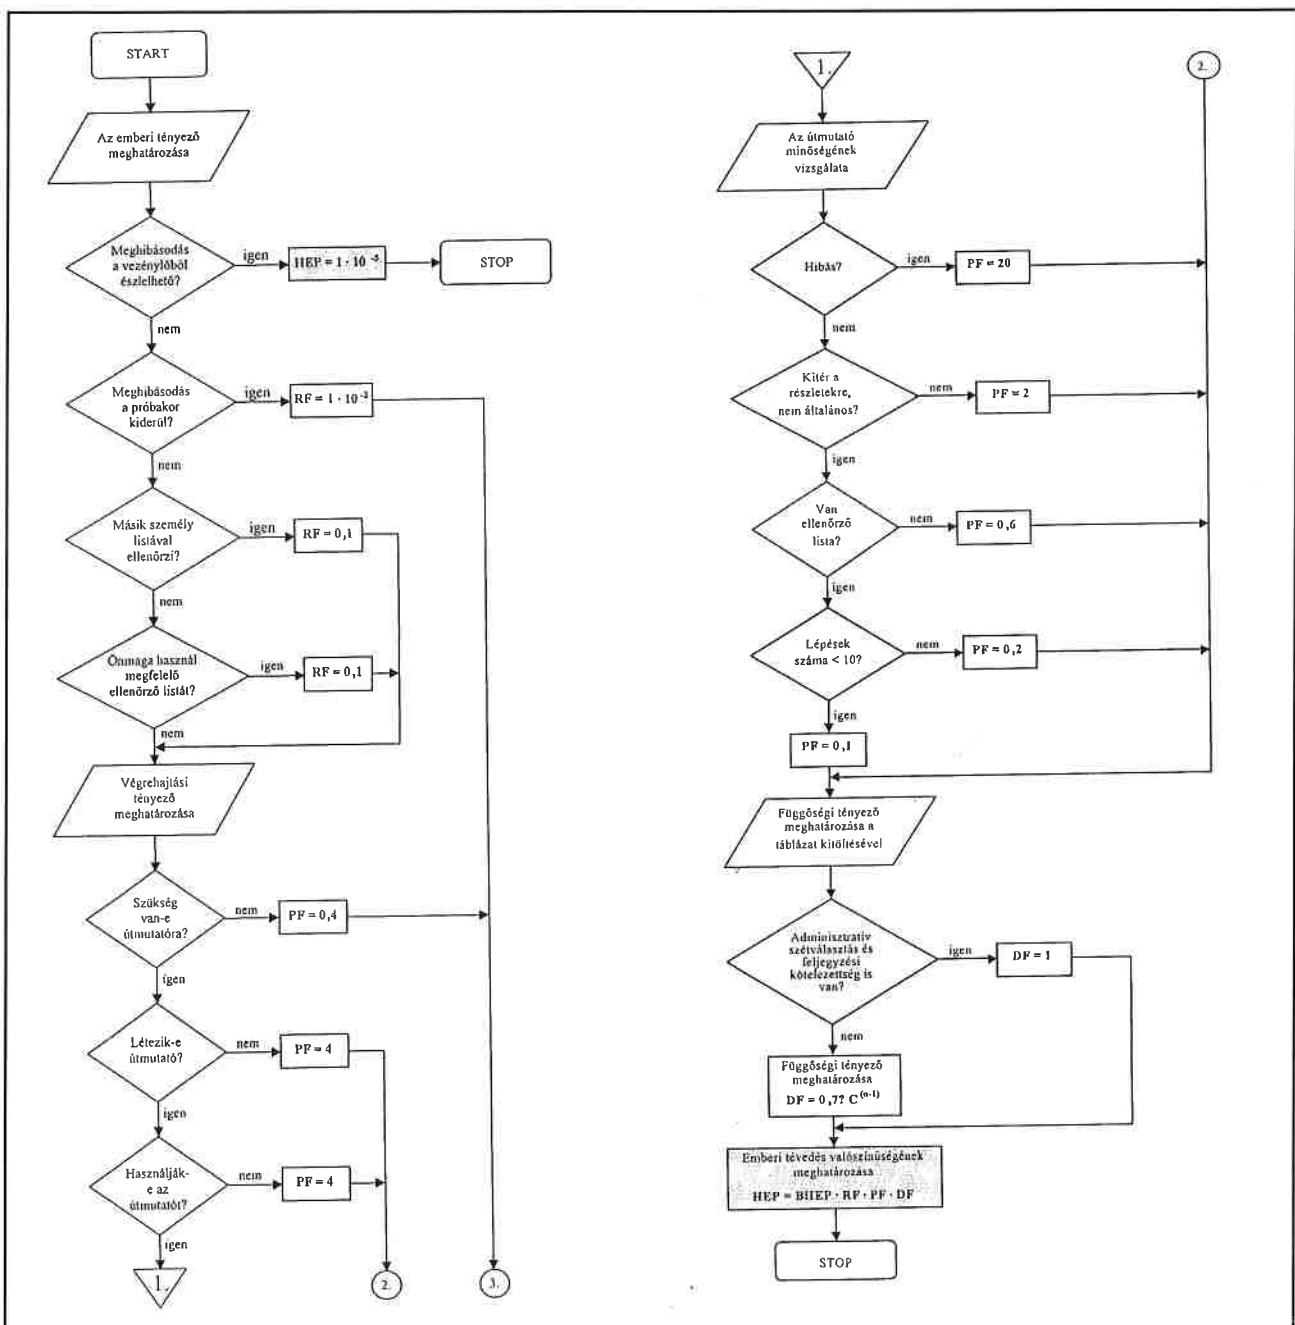 START
Az emberi tényező
meghatározása
Meghibásodás
a vezénylőből
észlelhető?
igen
HEP = 1 · 10 -5
STOP
nem
Meghibásodás
a próbakor
kiderül?
igen
RF = 1 · 10 -2
nem
Másik személy
listával
ellenőrzi?
igen
RF = 0,1
nem
Önmaga használ
megfelelő
ellenőrző listát?
igen
RF = 0,1
nem
Végrehajtási
tényező
meghatározása
Szükség
van-e
útmutatóra?
nem
PF = 0,4
igen
Létezik-e
útmutató?
nem
PF = 4
igen
Használják-
e az
útmutatót?
nem
PF = 4
igen
1.
2.
3.
1.
2.
Az útmutató
minőségének
vizsgálata
Hibás?
igen
PF = 20
nem
Kitér a
részletekre,
nem általános?
nem
PF = 2
igen
Van
ellenőrző
lista?
nem
PF = 0,6
igen
Lépések
száma < 10?
nem
PF = 0,2
igen
PF = 0,1
Függőségi tényező
meghatározása a
táblázat kitöltésével
Adminisztratív
szétválasztás és
feljegyzési
kötelezettség is
van?
igen
DF = 1
nem
Függőségi tényező
meghatározása
DF = 0,7? C(n-1)
Emberi tévedés valószínűségének
meghatározása
HEP = BHEP · RF · PF · DF
STOP